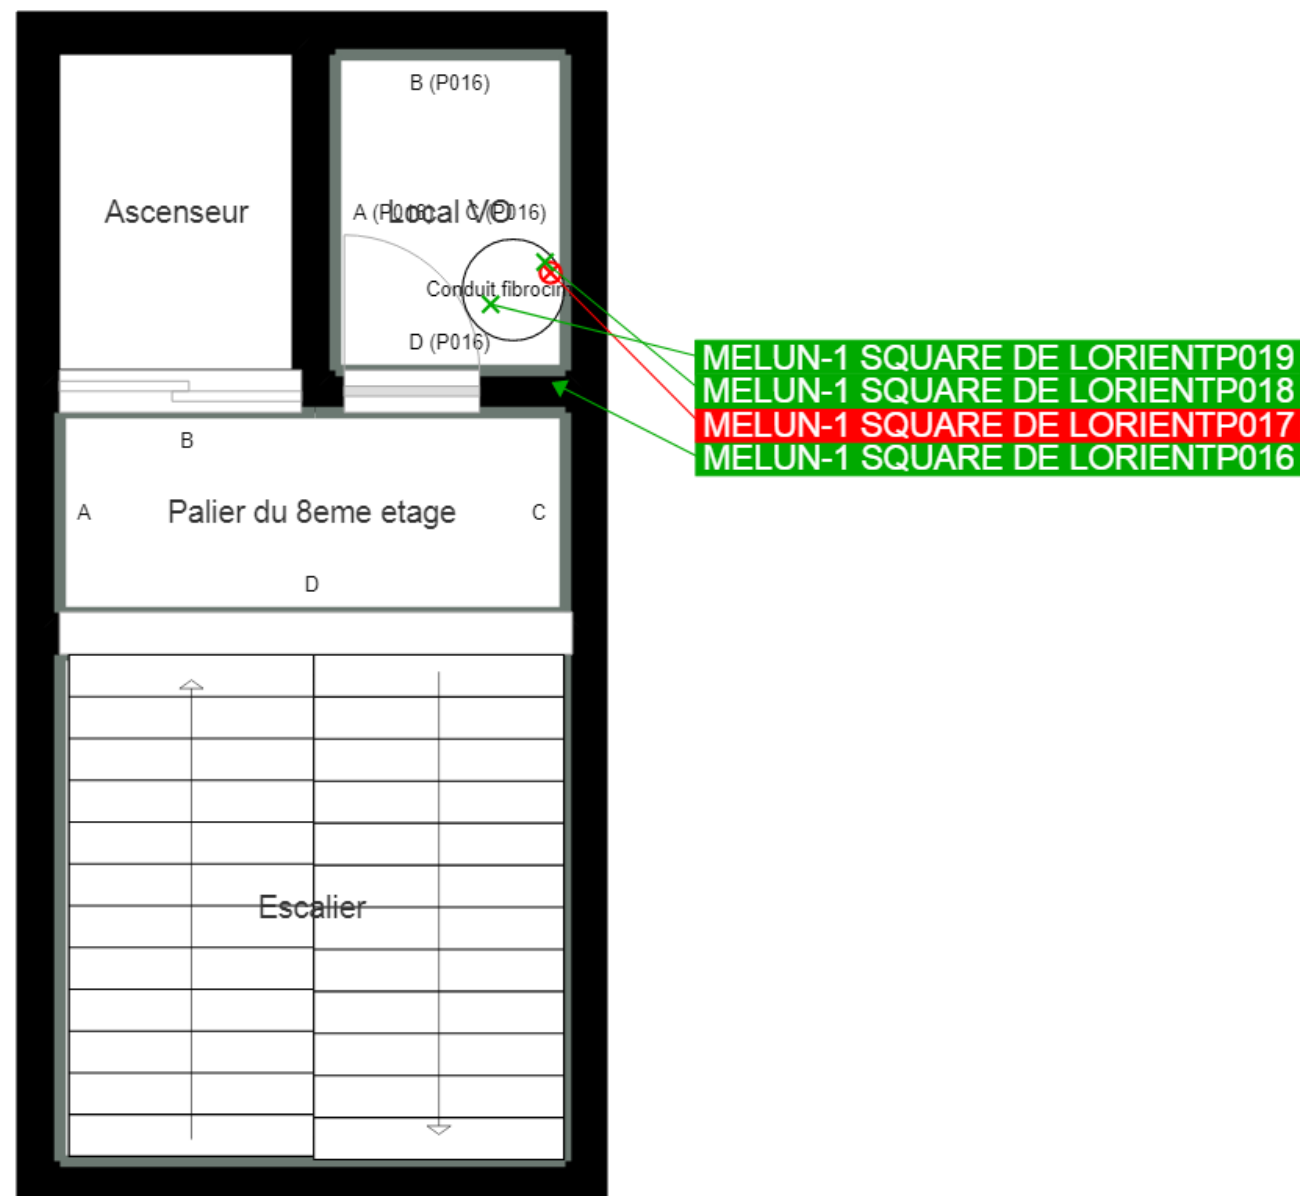 B (P016)
Ascenseur
A (P016)
Local VO
C (P016)
Conduit fibrocim
D (P016)
MELUN-1 SQUARE DE LORIENTP019
MELUN-1 SQUARE DE LORIENTP018
MELUN-1 SQUARE DE LORIENTP017
MELUN-1 SQUARE DE LORIENTP016
B
A
Palier du 8eme etage
C
D
Escalier